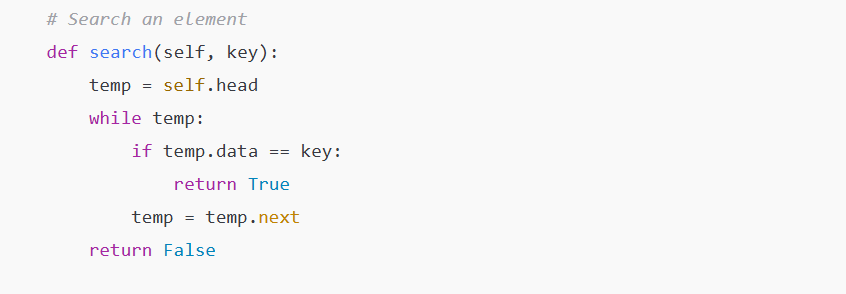 # Search an element
def search(self, key):
    temp = self.head
    while temp:
        if temp.data == key:
            return True
        temp = temp.next
    return False